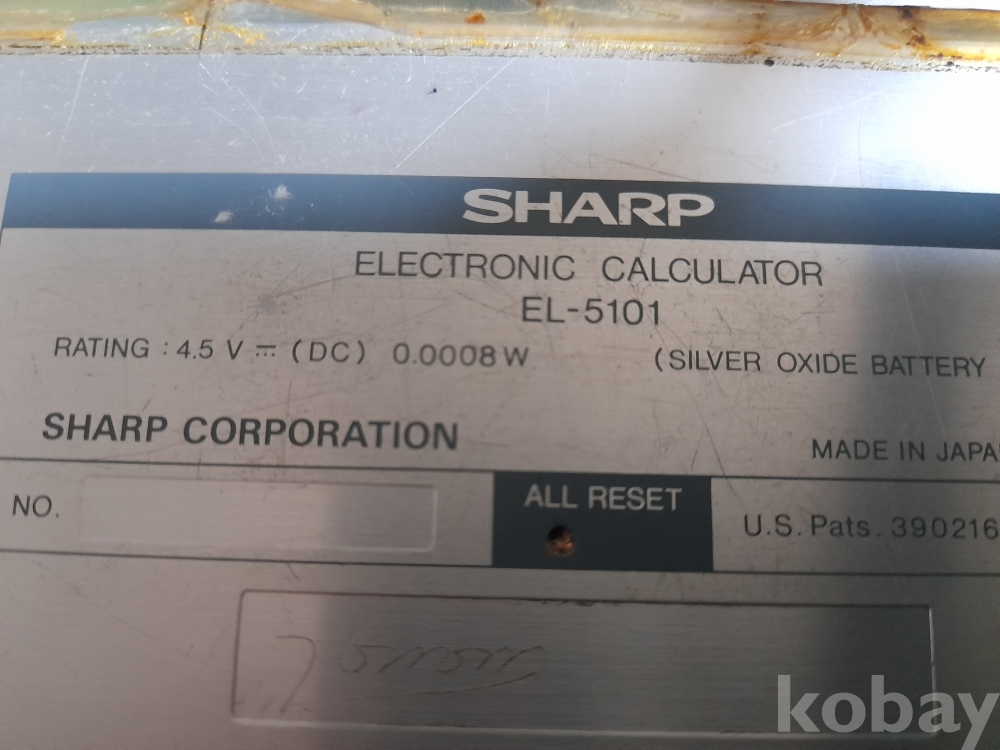 SHARP
ELECTRONIC CALCULATOR
EL-5101
RATING : 4.5 V ⎓ (DC) 0.0008 W (SILVER OXIDE BATTERY
SHARP CORPORATION
MADE IN JAPA
NO.
ALL RESET
U.S. Pats. 390216
kobay